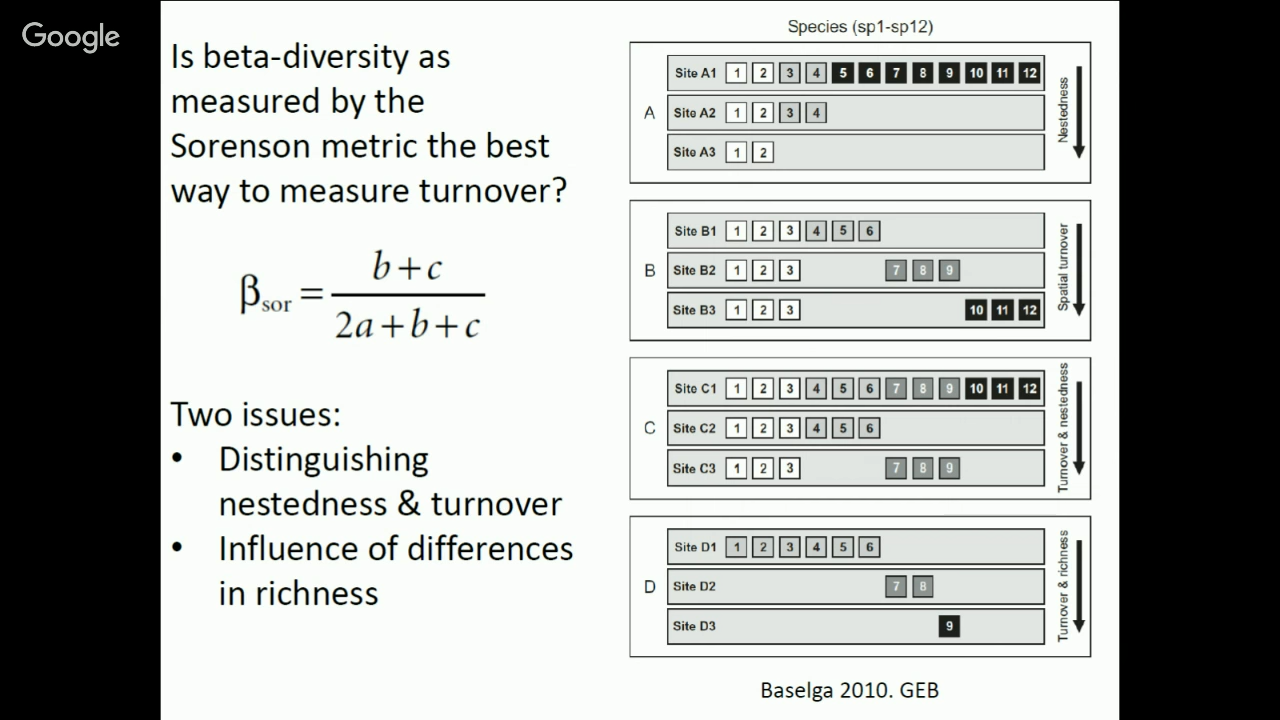 Google
Is beta-diversity as
measured by the
Sorenson metric the best
way to measure turnover?
βsor = b+c
2a+b+c
Two issues:
• Distinguishing
nestedness & turnover
• Influence of differences
in richness
Species (sp1-sp12)
A
Site A1 1 2 3 4 5 6 7 8 9 10 11 12
Site A2 1 2 3 4
Site A3 1 2
Nestedness
B
Site B1 1 2 3 4 5 6
Site B2 1 2 3 7 8 9
Site B3 1 2 3 10 11 12
Spatial turnover
C
Site C1 1 2 3 4 5 6 7 8 9 10 11 12
Site C2 1 2 3 4 5 6
Site C3 1 2 3 7 8 9
Turnover & nestedness
D
Site D1 1 2 3 4 5 6
Site D2 7 8
Site D3 9
Turnover & richness
Baselga 2010. GEB